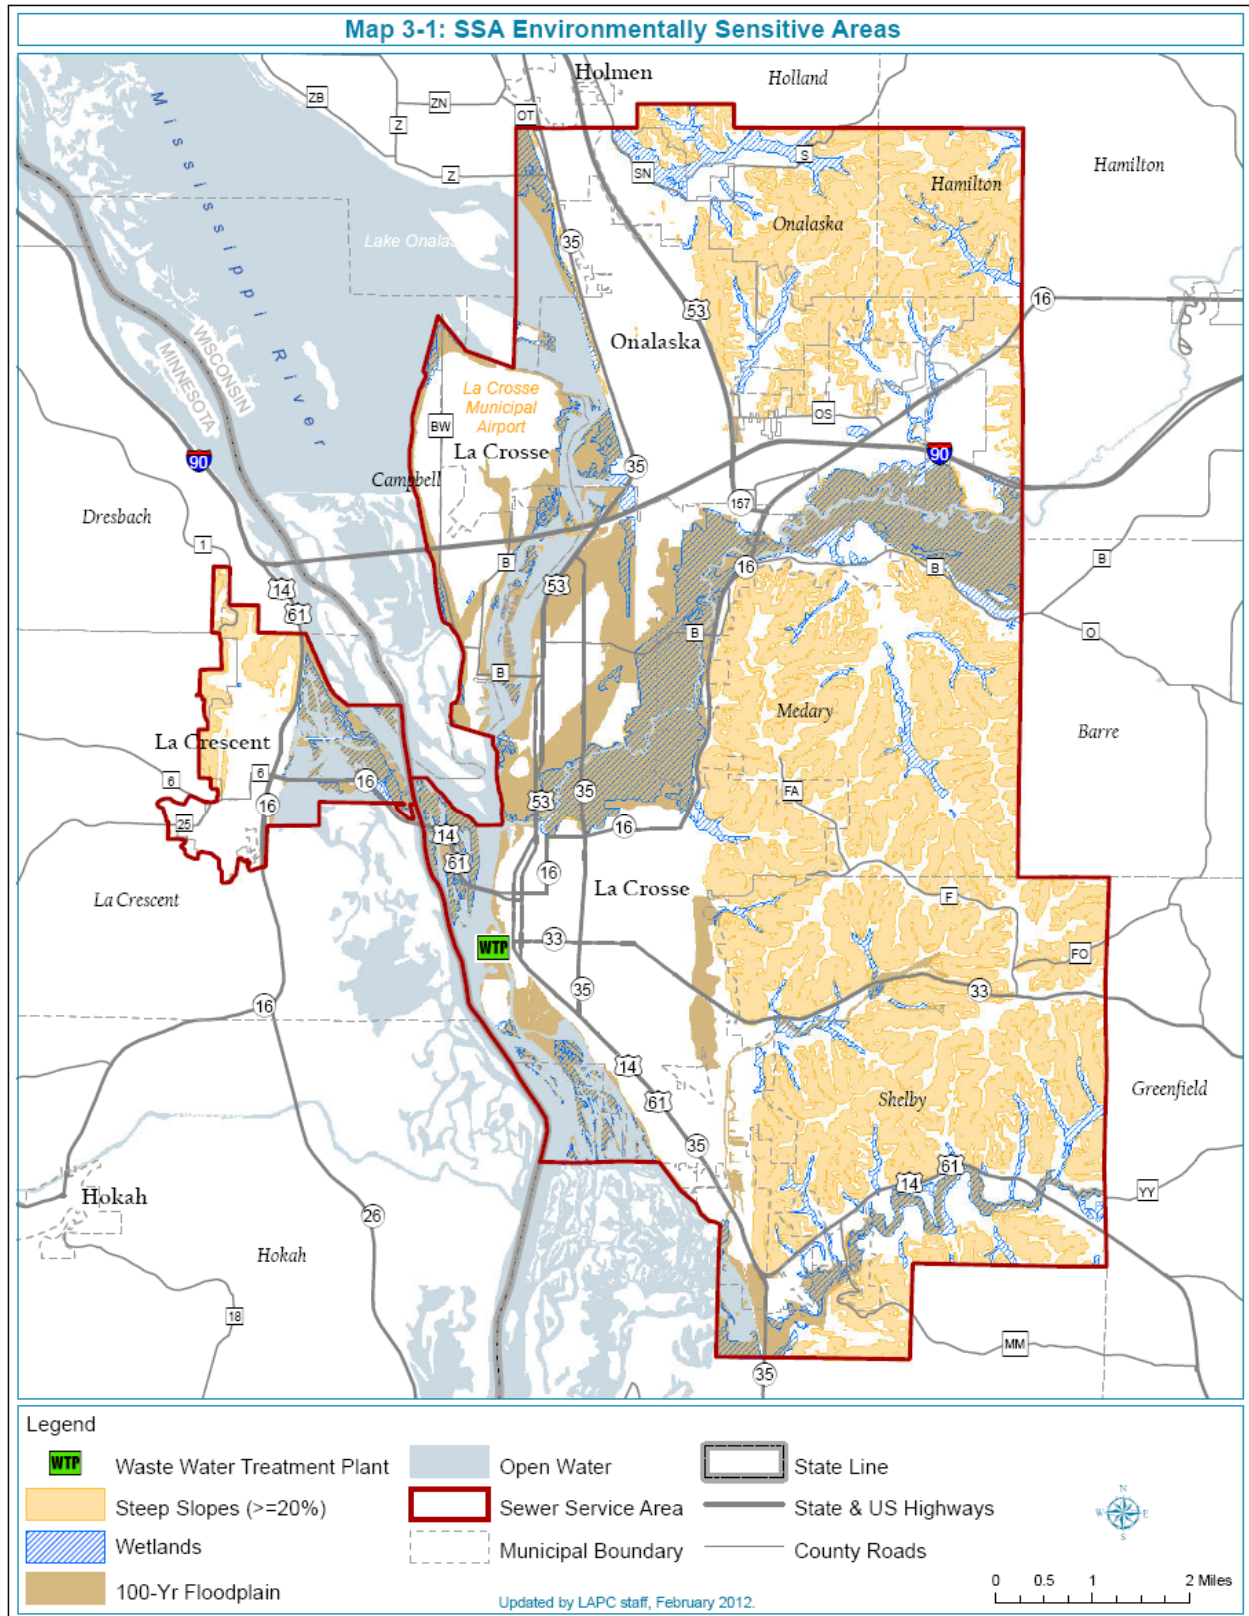 Map 3-1: SSA Environmentally Sensitive Areas
Holmen
Holland
ZB
ZN
OT
Z
Z
S
SN
Hamilton
Hamilton
Mississippi River
Onalaska
Lake Onalas
35
53
16
WISCONSIN
MINNESOTA
Onalaska
La Crosse
Municipal
Airport
BW
OS
La Crosse
90
90
35
Campbell
157
Dresbach
1
B
16
B
B
14
61
53
B
O
B
Medary
Barre
La Crescent
6
6
16
16
25
53
35
FA
16
14
61
16
La Crosse
La Crescent
F
WTP
33
FO
35
33
16
14
61
Shelby
Greenfield
35
61
14
YY
Hokah
26
Hokah
18
MM
35
Legend
WTP Waste Water Treatment Plant
Steep Slopes (>=20%)
Wetlands
100-Yr Floodplain
Open Water
Sewer Service Area
Municipal Boundary
State Line
State & US Highways
County Roads
N
W E
S
0 0.5 1 2 Miles
Updated by LAPC staff, February 2012.